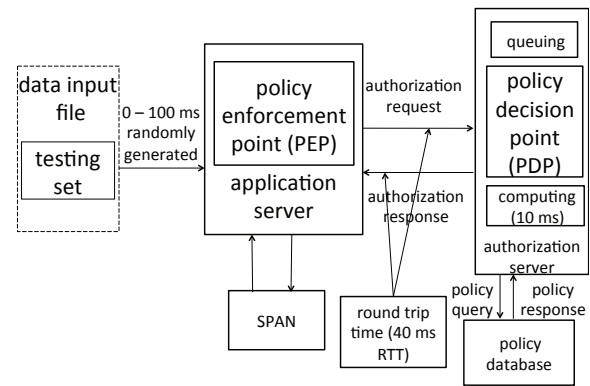 data input
file
testing
set
0 – 100 ms
randomly
generated
policy
enforcement
point (PEP)
application
server
authorization
request
authorization
response
queuing
policy
decision
point
(PDP)
computing
(10 ms)
authorization
server
SPAN
round trip
time (40 ms
RTT)
policy
query
policy
response
policy
database